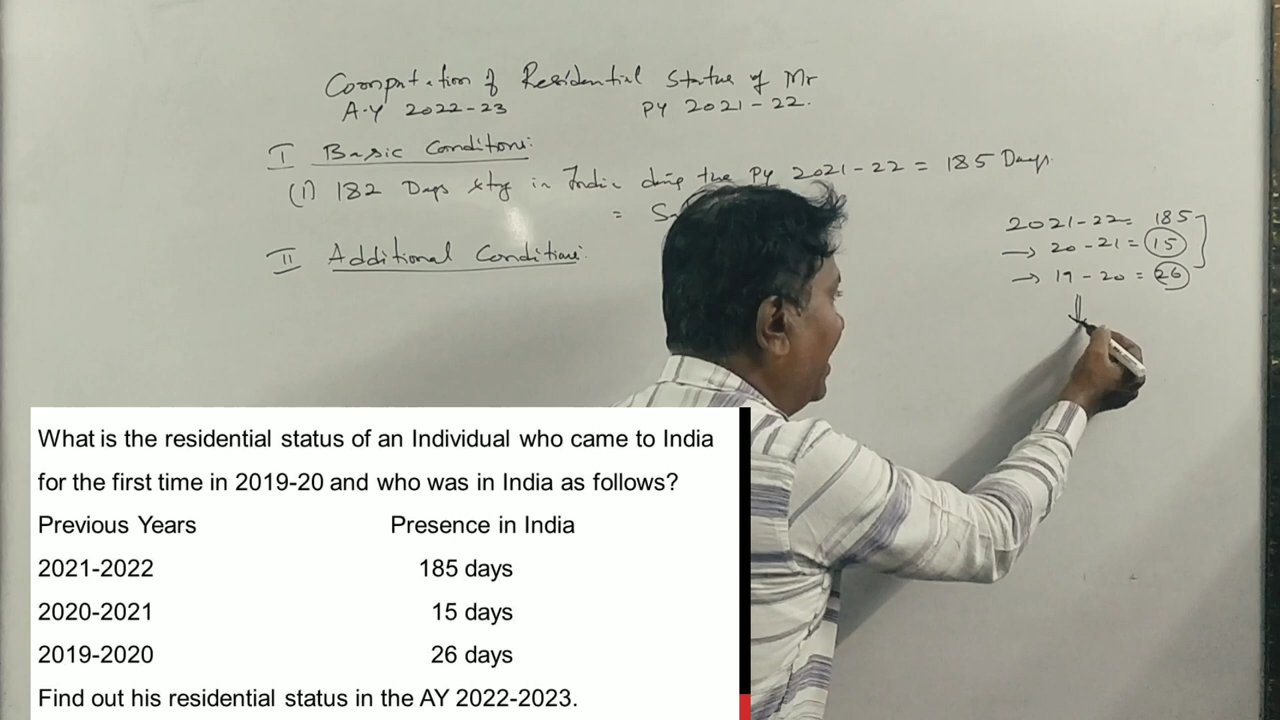 Computation of Residential Status of Mr
A.Y 2022-23 PY 2021-22.
I Basic Conditions:
(1) 182 Days stay in India during the PY 2021-22 = 185 Days.
=
2021-22 = 185
→ 20-21 = 15
→ 19-20 = 26
II Additional Conditions:
What is the residential status of an Individual who came to India
for the first time in 2019-20 and who was in India as follows?
Previous Years Presence in India
2021-2022 185 days
2020-2021 15 days
2019-2020 26 days
Find out his residential status in the AY 2022-2023.